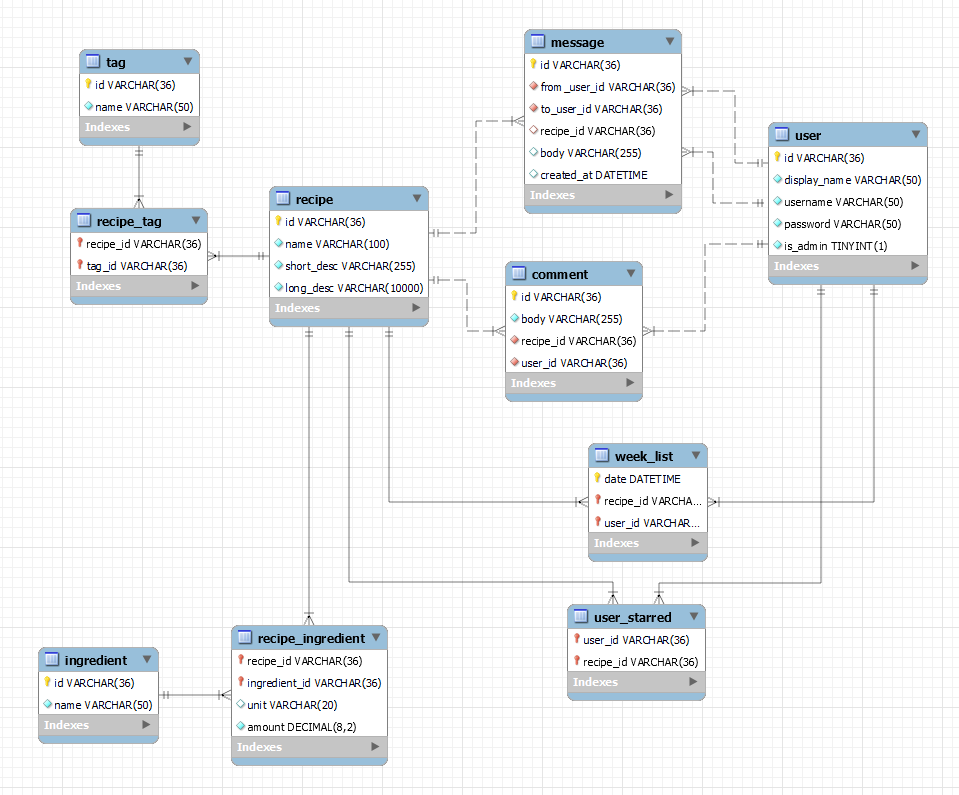 tag
id VARCHAR(36)
name VARCHAR(50)
Indexes
recipe_tag
recipe_id VARCHAR(36)
tag_id VARCHAR(36)
Indexes
recipe
id VARCHAR(36)
name VARCHAR(100)
short_desc VARCHAR(255)
long_desc VARCHAR(10000)
Indexes
message
id VARCHAR(36)
from _user_id VARCHAR(36)
to_user_id VARCHAR(36)
recipe_id VARCHAR(36)
body VARCHAR(255)
created_at DATETIME
Indexes
user
id VARCHAR(36)
display_name VARCHAR(50)
username VARCHAR(50)
password VARCHAR(50)
is_admin TINYINT(1)
Indexes
comment
id VARCHAR(36)
body VARCHAR(255)
recipe_id VARCHAR(36)
user_id VARCHAR(36)
Indexes
week_list
date DATETIME
recipe_id VARCHA...
user_id VARCHAR...
Indexes
user_starred
user_id VARCHAR(36)
recipe_id VARCHAR(36)
Indexes
ingredient
id VARCHAR(36)
name VARCHAR(50)
Indexes
recipe_ingredient
recipe_id VARCHAR(36)
ingredient_id VARCHAR(36)
unit VARCHAR(20)
amount DECIMAL(8,2)
Indexes